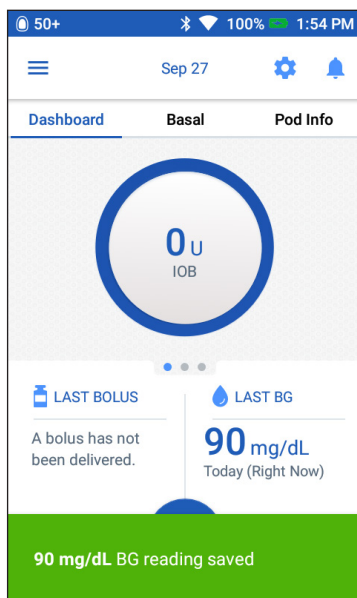 50+ 100% 1:54 PM
Sep 27
Dashboard Basal Pod Info
0 U
IOB
LAST BOLUS
A bolus has not
been delivered.
LAST BG
90 mg/dL
Today (Right Now)
90 mg/dL BG reading saved